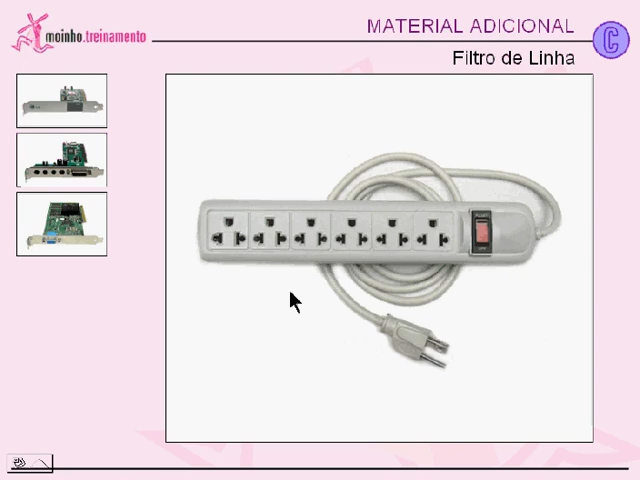 moinho.treinamento
MATERIAL ADICIONAL
C
Filtro de Linha